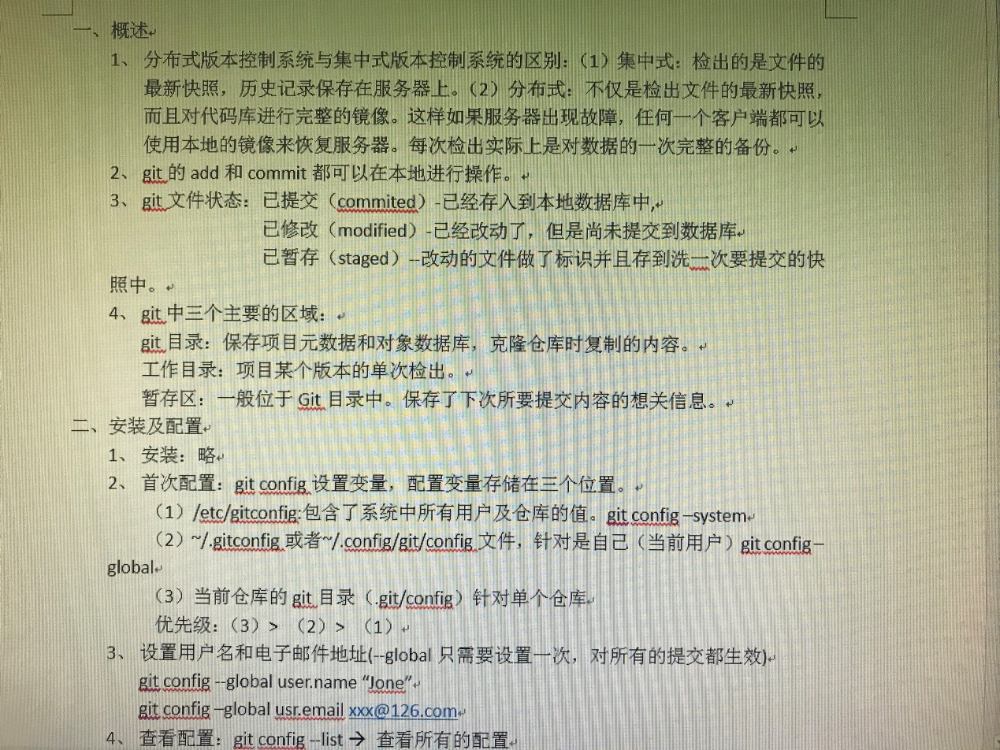 一、概述
1、 分布式版本控制系统与集中式版本控制系统的区别：（1）集中式：检出的是文件的
最新快照，历史记录保存在服务器上。（2）分布式：不仅是检出文件的最新快照，
而且对代码库进行完整的镜像。这样如果服务器出现故障，任何一个客户端都可以
使用本地的镜像来恢复服务器。每次检出实际上是对数据的一次完整的备份。
2、 git 的 add 和 commit 都可以在本地进行操作。
3、 git 文件状态：已提交（commited）-已经存入到本地数据库中,
已修改（modified）-已经改动了，但是尚未提交到数据库
已暂存（staged）--改动的文件做了标识并且存到洗一次要提交的快
照中。
4、 git 中三个主要的区域：
git 目录：保存项目元数据和对象数据库，克隆仓库时复制的内容。
工作目录：项目某个版本的单次检出。
暂存区：一般位于 Git 目录中。保存了下次所要提交内容的想关信息。
二、安装及配置
1、 安装：略
2、 首次配置：git config 设置变量，配置变量存储在三个位置。
（1）/etc/gitconfig:包含了系统中所有用户及仓库的值。git config –system
（2）~/.gitconfig 或者~/.config/git/config 文件，针对是自己（当前用户）git config –
global
（3）当前仓库的 git 目录（.git/config）针对单个仓库
优先级：（3）> （2）> （1）
3、 设置用户名和电子邮件地址(--global 只需要设置一次，对所有的提交都生效)
git config --global user.name “Jone”
git config –global usr.email xxx@126.com
4、 查看配置：git config --list → 查看所有的配置